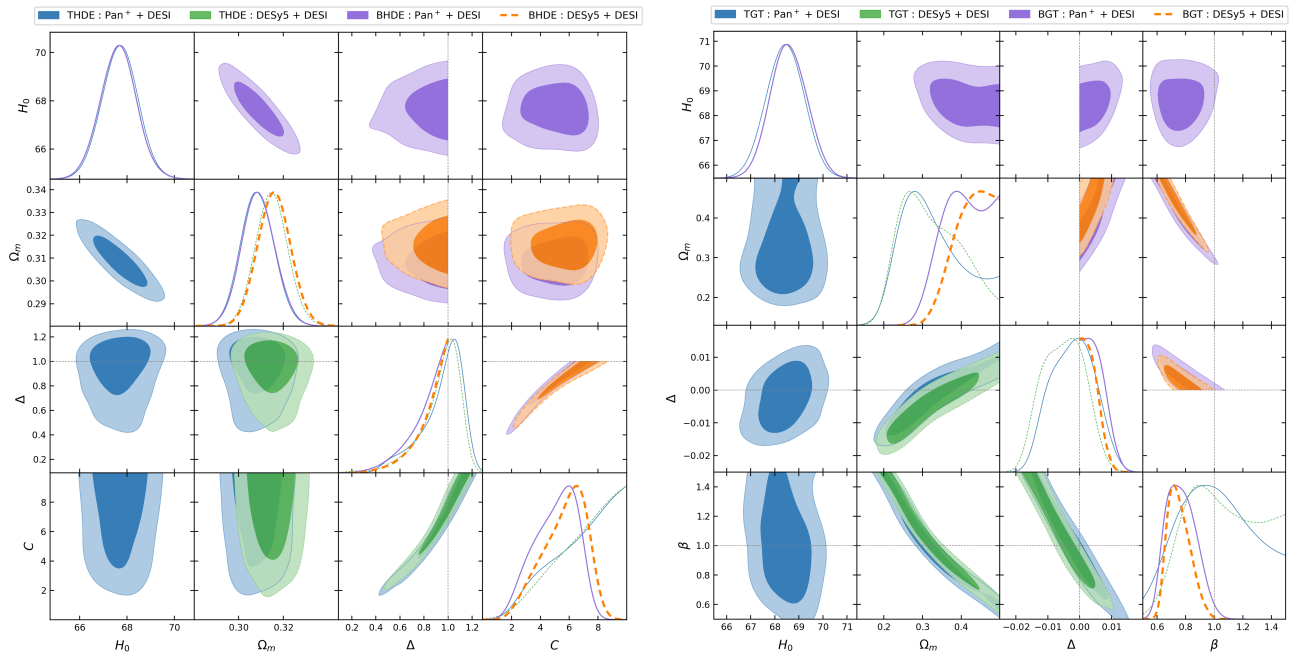 THDE : Pan⁺ + DESI THDE : DESy5 + DESI BHDE : Pan⁺ + DESI BHDE : DESy5 + DESI
70
68
66
H₀
0.34
0.33
0.32
0.31
0.30
0.29
Ωₘ
1.2
1.0
0.8
0.6
0.4
0.2
Δ
8
6
4
2
C
66 68 70 0.30 0.32 0.2 0.4 0.6 0.8 1.0 1.2 2 4 6 8
H₀ Ωₘ Δ C
TGT : Pan⁺ + DESI TGT : DESy5 + DESI BGT : Pan⁺ + DESI BGT : DESy5 + DESI
71
70
69
68
67
66
H₀
0.4
0.3
0.2
Ωₘ
0.01
0.00
−0.01
−0.02
Δ
1.4
1.2
1.0
0.8
0.6
β
66 67 68 69 70 71 0.2 0.3 0.4 −0.02 −0.01 0.00 0.01 0.6 0.8 1.0 1.4
H₀ Ωₘ Δ β